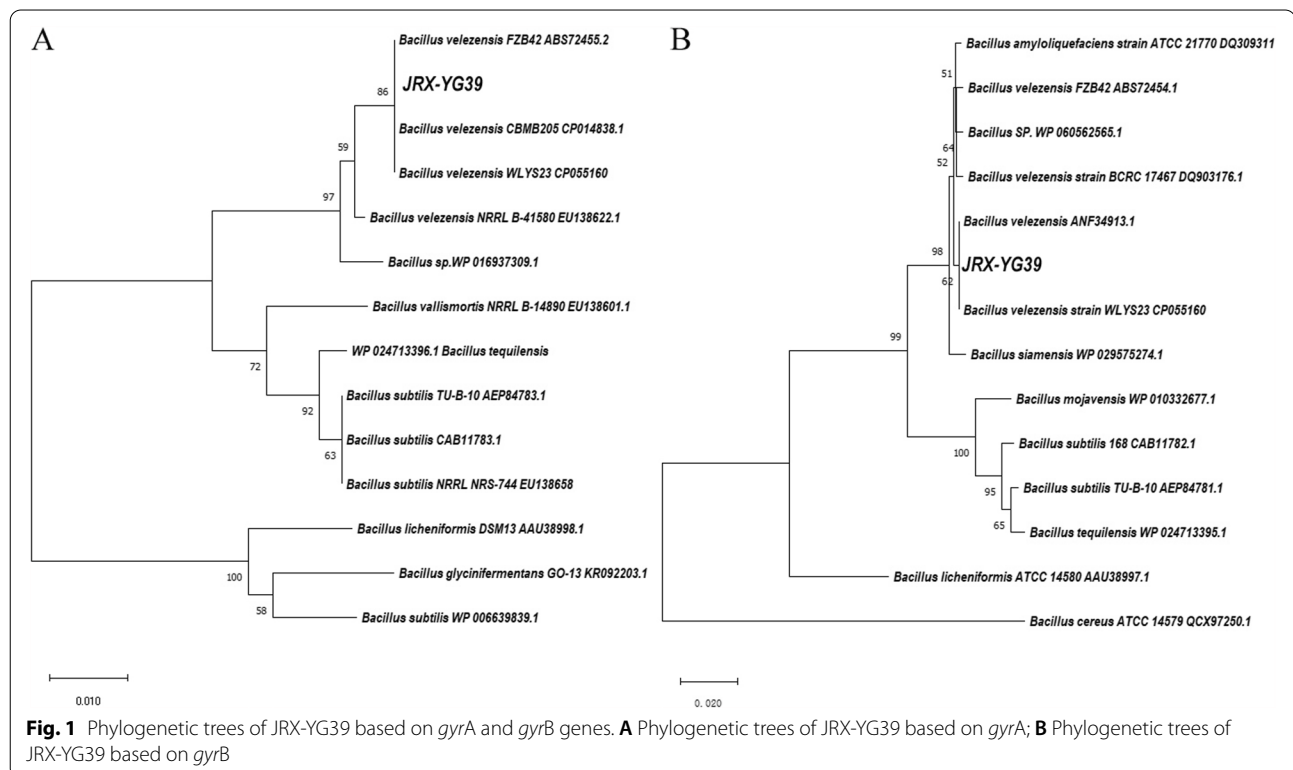 A
Bacillus velezensis FZB42 ABS72455.2
JRX-YG39
86
Bacillus velezensis CBMB205 CP014838.1
59
Bacillus velezensis WLYS23 CP055160
97
Bacillus velezensis NRRL B-41580 EU138622.1
Bacillus sp.WP 016937309.1
Bacillus vallismortis NRRL B-14890 EU138601.1
WP 024713396.1 Bacillus tequilensis
72
Bacillus subtilis TU-B-10 AEP84783.1
92
Bacillus subtilis CAB11783.1
63
Bacillus subtilis NRRL NRS-744 EU138658
Bacillus licheniformis DSM13 AAU38998.1
100
Bacillus glycinifermentans GO-13 KR092203.1
58
Bacillus subtilis WP 006639839.1
0.010
B
Bacillus amyloliquefaciens strain ATCC 21770 DQ309311
51
Bacillus velezensis FZB42 ABS72454.1
Bacillus SP. WP 060562565.1
64
52
Bacillus velezensis strain BCRC 17467 DQ903176.1
Bacillus velezensis ANF34913.1
98
JRX-YG39
62
Bacillus velezensis strain WLYS23 CP055160
99
Bacillus siamensis WP 029575274.1
Bacillus mojavensis WP 010332677.1
100
Bacillus subtilis 168 CAB11782.1
95
Bacillus subtilis TU-B-10 AEP84781.1
65
Bacillus tequilensis WP 024713395.1
Bacillus licheniformis ATCC 14580 AAU38997.1
Bacillus cereus ATCC 14579 QCX97250.1
0.020
Fig. 1 Phylogenetic trees of JRX-YG39 based on gyrA and gyrB genes. A Phylogenetic trees of JRX-YG39 based on gyrA; B Phylogenetic trees of
JRX-YG39 based on gyrB